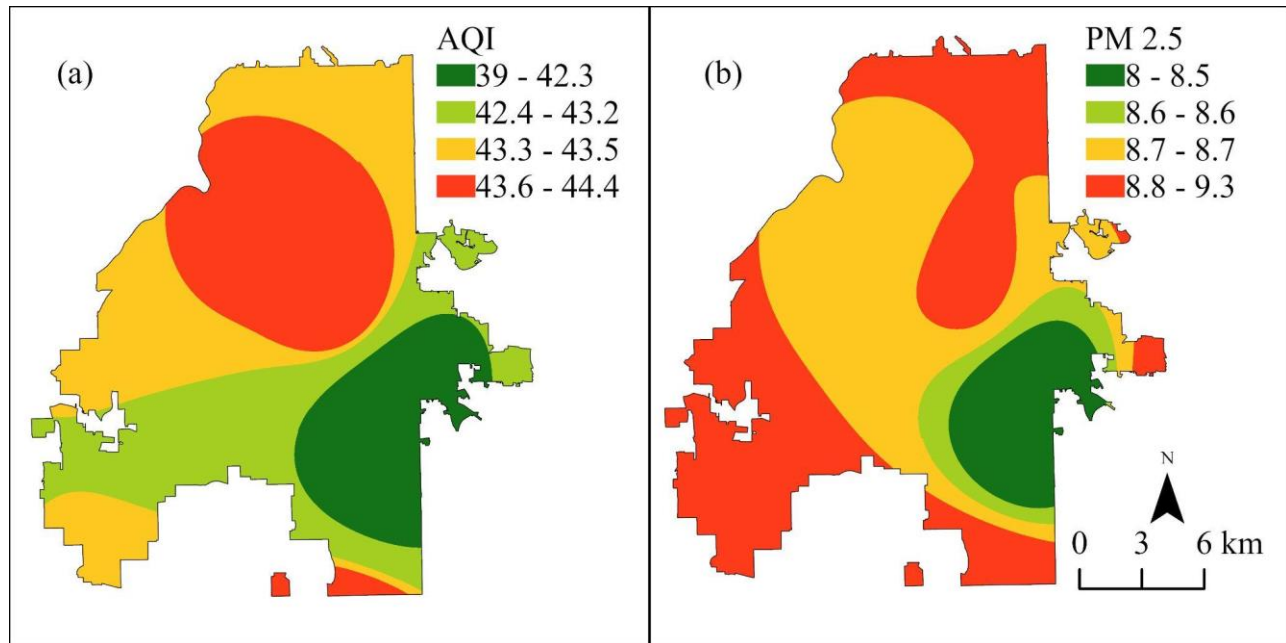 (a)
AQI
39 - 42.3
42.4 - 43.2
43.3 - 43.5
43.6 - 44.4
(b)
PM 2.5
8 - 8.5
8.6 - 8.6
8.7 - 8.7
8.8 - 9.3
N
0 3 6 km